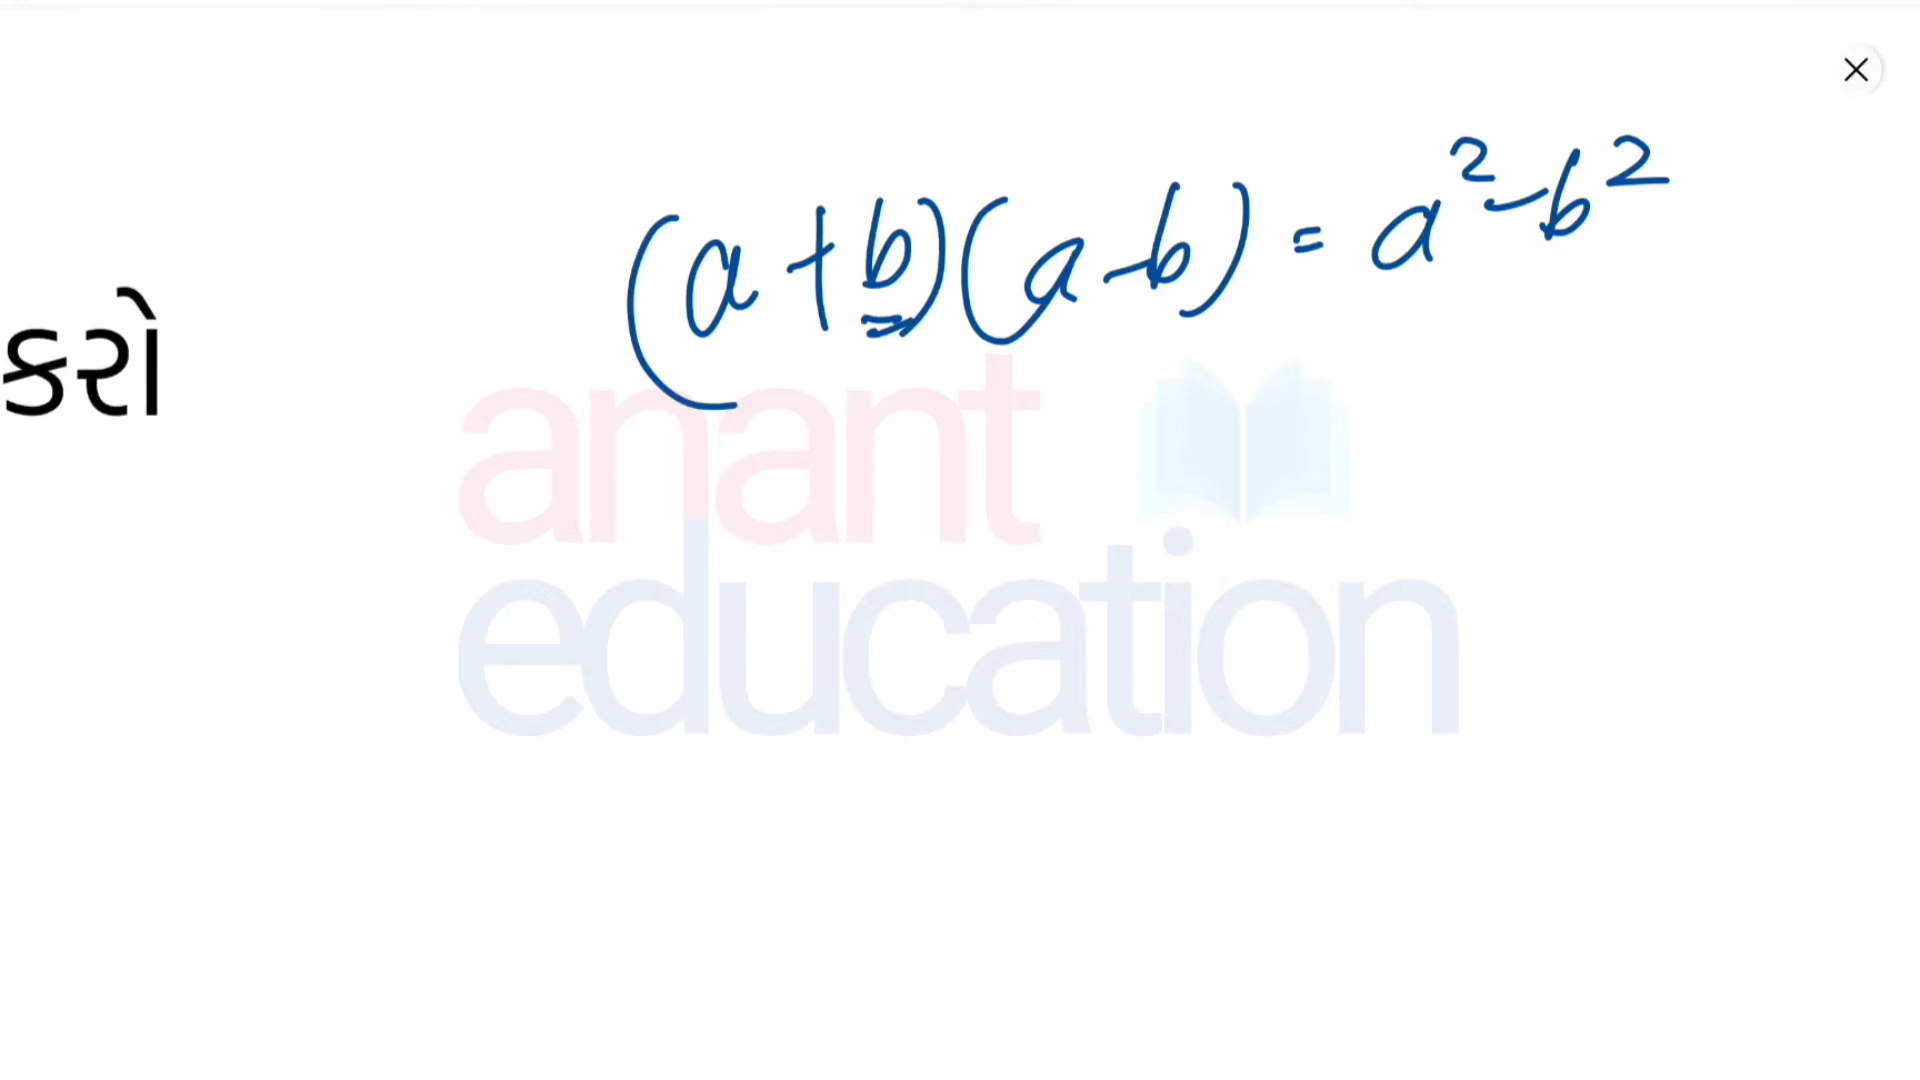 (a+b)(a-b) = a²-b²
કરો
anant
education